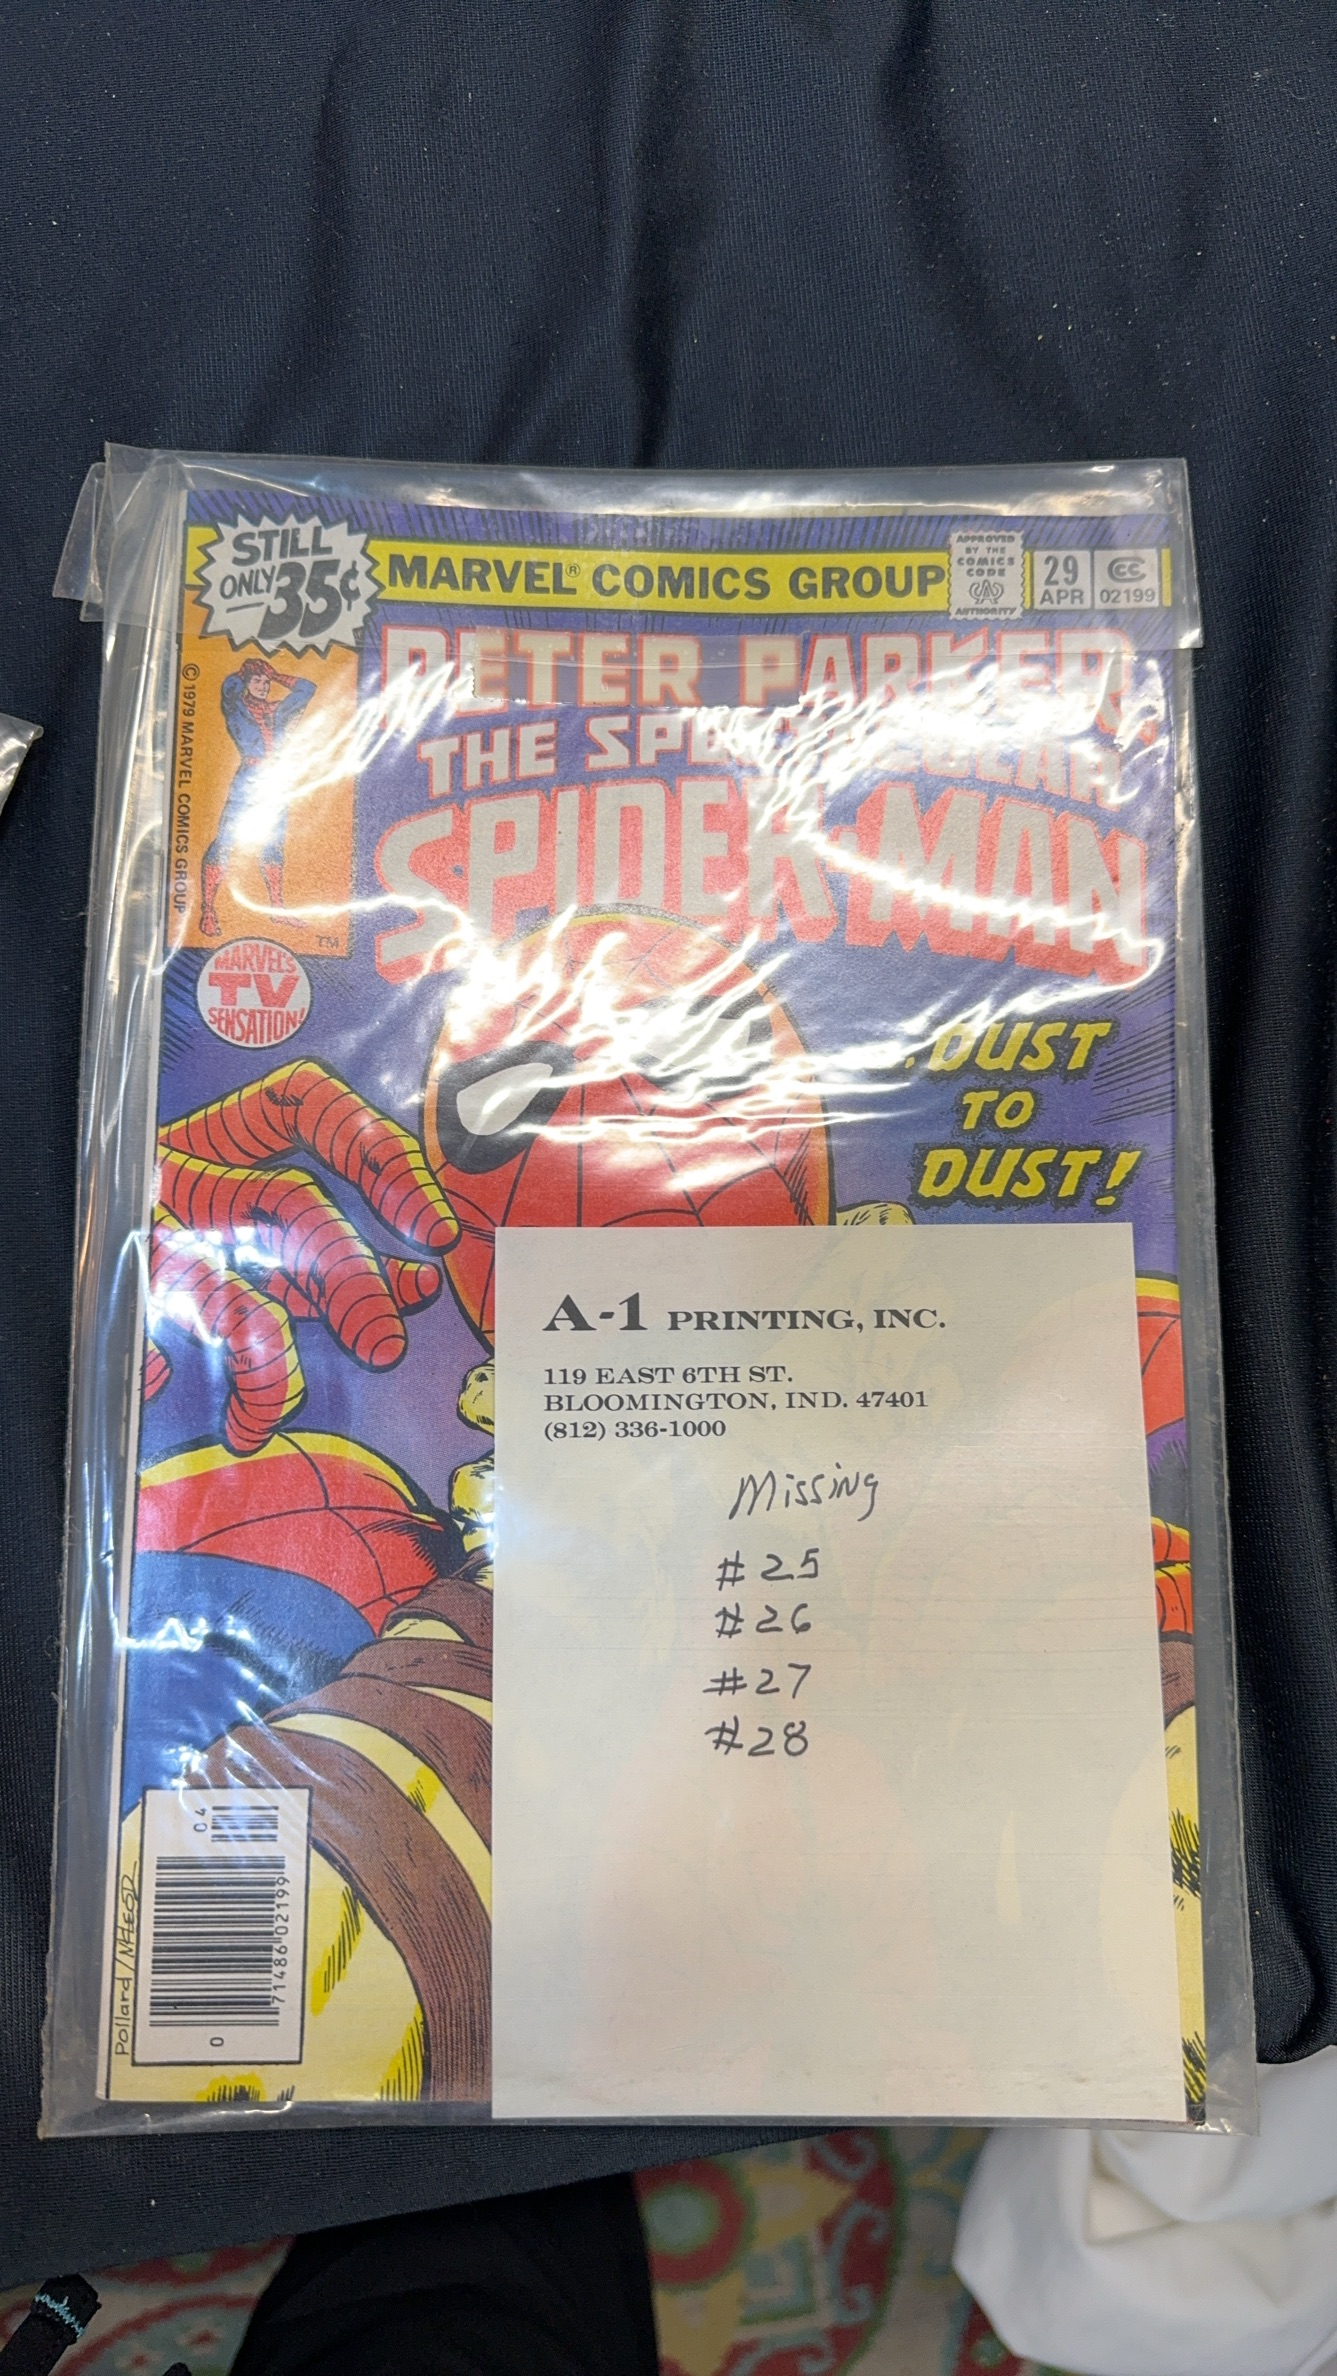 STILL
ONLY 35¢
MARVEL® COMICS GROUP
APPROVED
BY THE
COMICS
CODE
AUTHORITY
29
APR
CC
02199
© 1979 MARVEL COMICS GROUP
TM
PETER PARKER,
THE SPECTACULAR
SPIDER-MAN
MARVEL'S
TV
SENSATION!
DUST
TO
DUST!
A-1 PRINTING, INC.
119 EAST 6TH ST.
BLOOMINGTON, IND. 47401
(812) 336-1000
Missing
#25
#26
#27
#28
04
71486 02199
0
Pollard / McLEOD